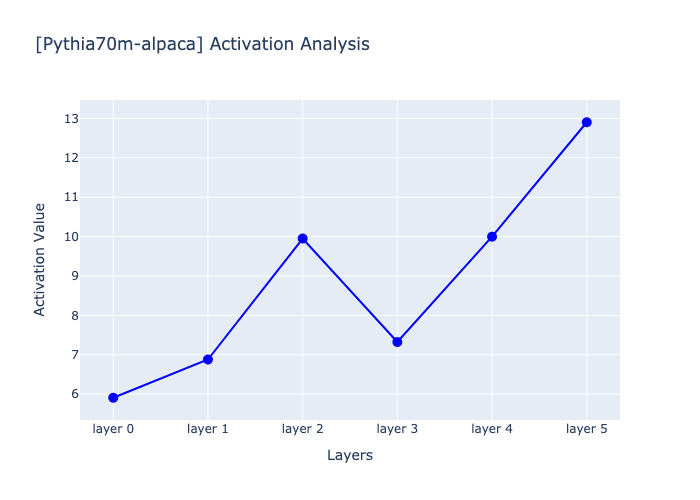 [Pythia70m-alpaca] Activation Analysis
13
12
11
10
9
8
7
6
Activation Value
layer 0 layer 1 layer 2 layer 3 layer 4 layer 5
Layers